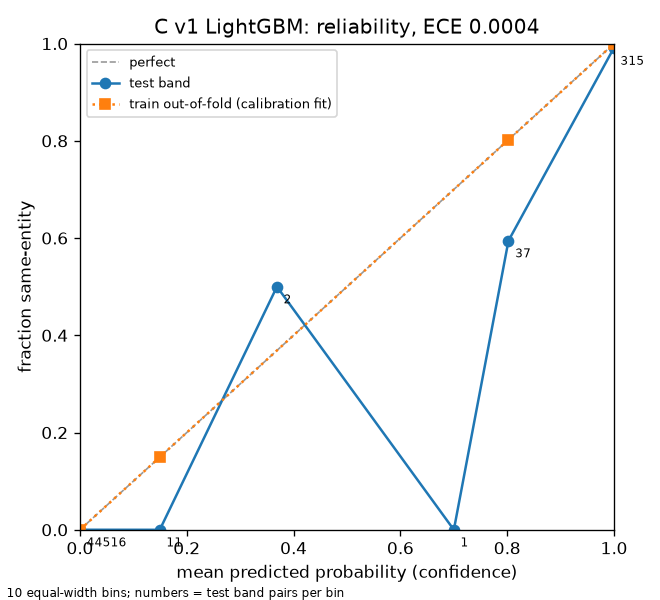 C v1 LightGBM: reliability, ECE 0.0004
perfect
test band
train out-of-fold (calibration fit)
fraction same-entity
1.0
0.8
0.6
0.4
0.2
0.0
315
37
2
44516
11
1
0.0
0.2
0.4
0.6
0.8
1.0
mean predicted probability (confidence)
10 equal-width bins; numbers = test band pairs per bin